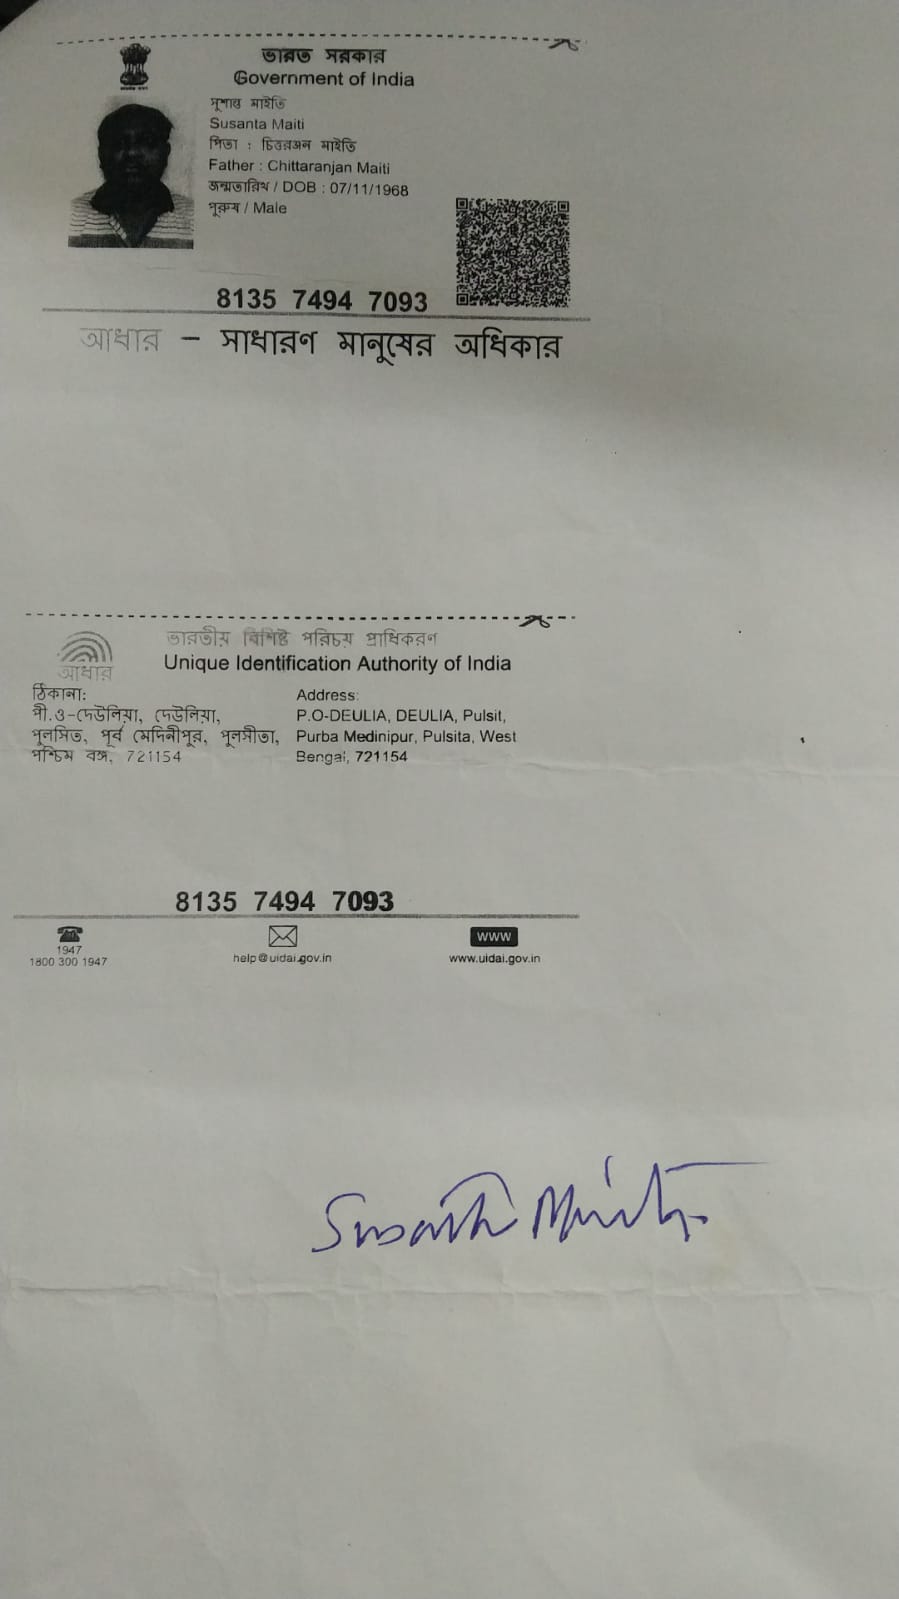 ভারত সরকার
Government of India
সুশান্ত মাইতি
Susanta Maiti
পিতা : চিত্তরঞ্জন মাইতি
Father : Chittaranjan Maiti
জন্মতারিখ / DOB : 07/11/1968
পুরুষ / Male
8135 7494 7093
আধার – সাধারণ মানুষের অধিকার
ভারতীয় বিশিষ্ট পরিচয় প্রাধিকরণ
Unique Identification Authority of India
আধার
ঠিকানা:
পী.ও-দেউলিয়া, দেউলিয়া,
পুলসিত, পূর্ব মেদিনীপুর, পুলসীতা,
পশ্চিম বঙ্গ, 721154
Address:
P.O-DEULIA, DEULIA, Pulsit,
Purba Medinipur, Pulsita, West
Bengal, 721154
8135 7494 7093
1947
1800 300 1947
help@uidai.gov.in
WWW
www.uidai.gov.in